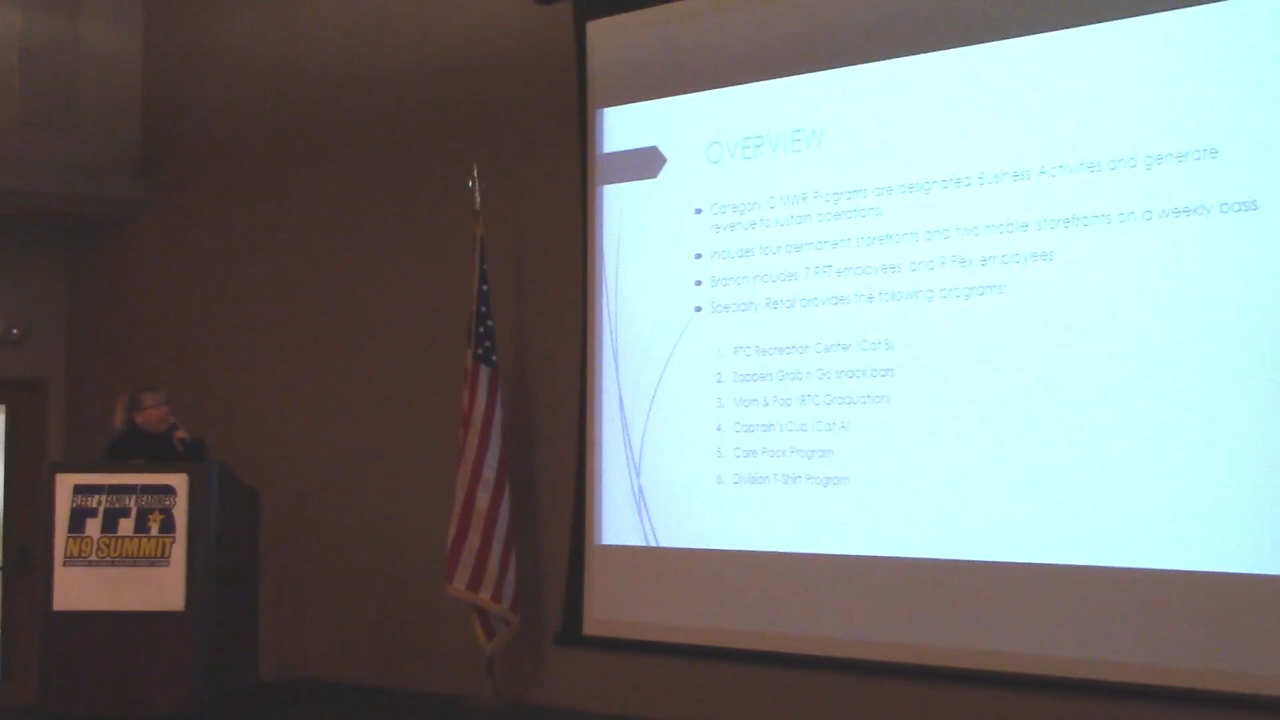 OVERVIEW
Category C MWR Programs are designated Business Activities and generate
revenue to sustain operations.
Includes four permanent storefronts and two mobile storefronts on a weekly basis
Branch includes 7 RFT employees and 9 Flex employees
Specialty Retail provides the following programs:
1. RTC Recreation Center (Cat B)
2. Zappers Grab n Go snack bars
3. Mom & Pop (RTC Graduation)
4. Captain's Cup (Cat A)
5. Care Pack Program
6. Division T-Shirt Program
FLEET & FAMILY READINESS
FFR
N9 SUMMIT